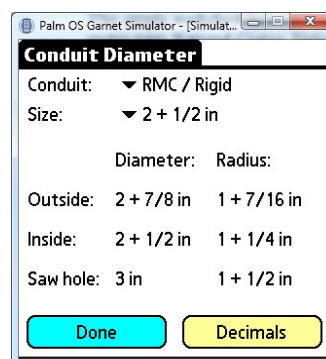 Palm OS Garnet Simulator - [Simulat...
Conduit Diameter
Conduit: RMC / Rigid
Size: 2 + 1/2 in
Diameter: Radius:
Outside: 2 + 7/8 in 1 + 7/16 in
Inside: 2 + 1/2 in 1 + 1/4 in
Saw hole: 3 in 1 + 1/2 in
Done Decimals